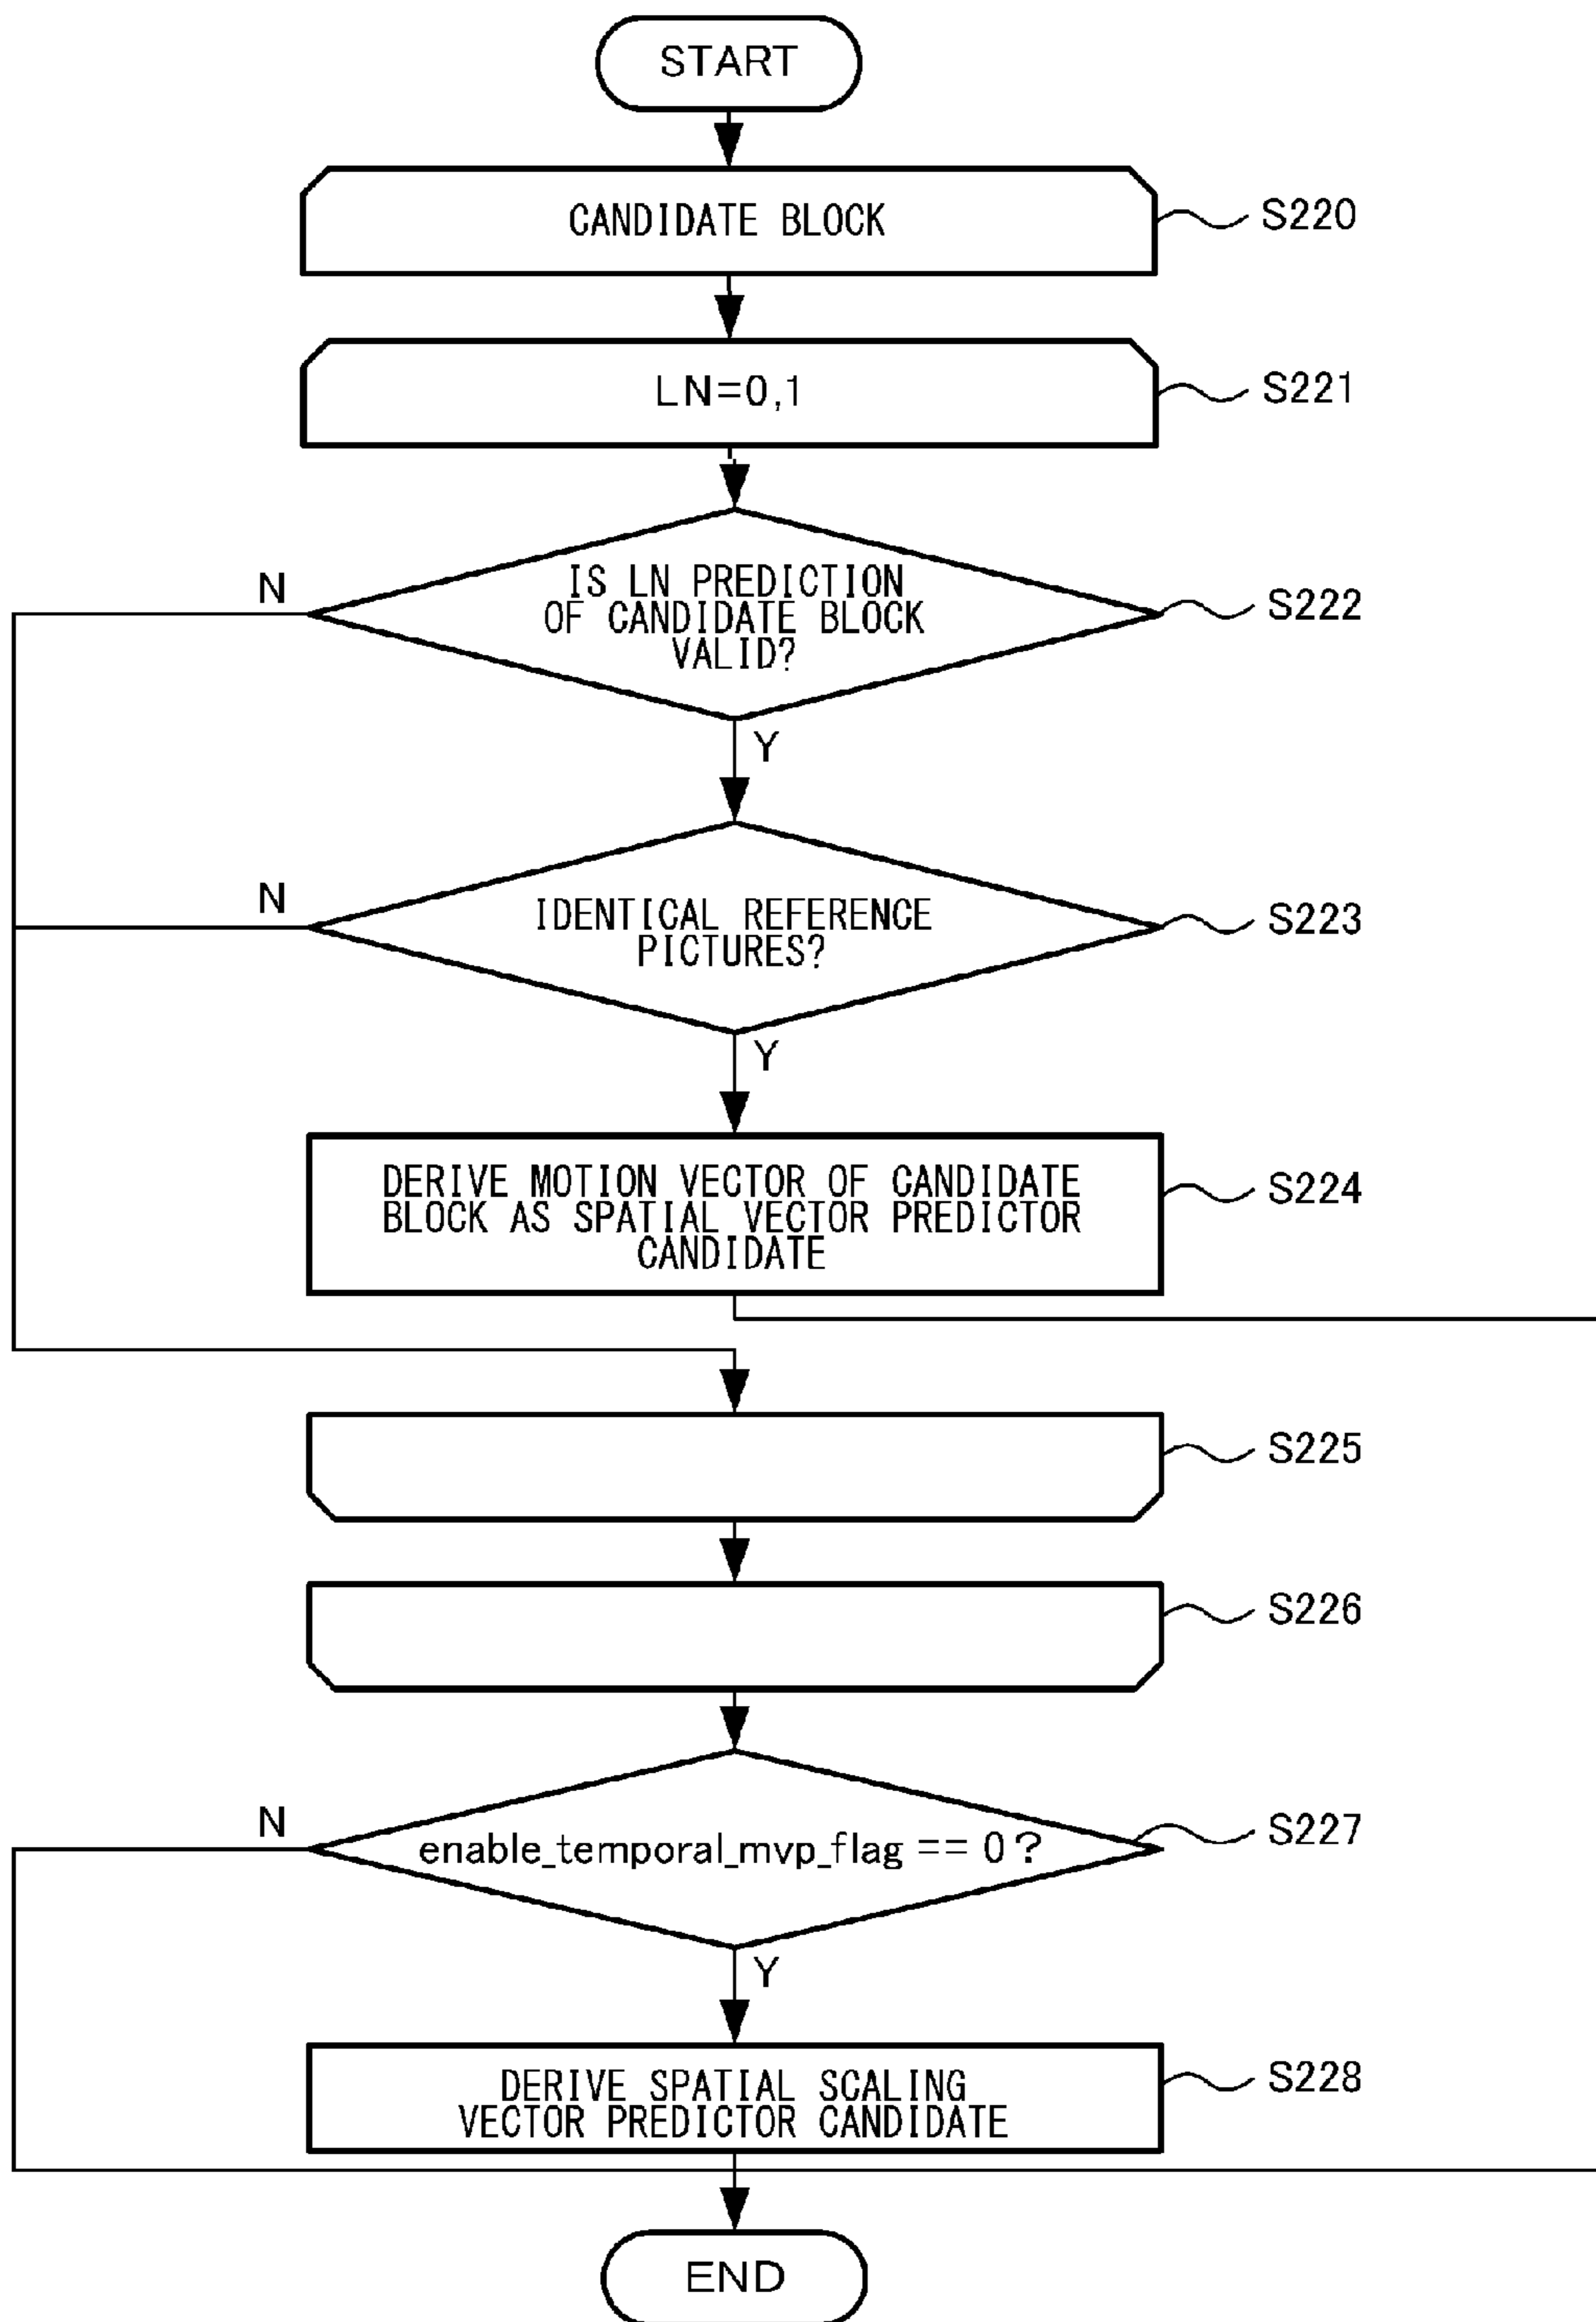 START
CANDIDATE BLOCK
S220
LN=0,1
S221
IS LN PREDICTION
OF CANDIDATE BLOCK
VALID?
S222
N
Y
IDENTICAL REFERENCE
PICTURES?
S223
N
Y
DERIVE MOTION VECTOR OF CANDIDATE
BLOCK AS SPATIAL VECTOR PREDICTOR
CANDIDATE
S224
S225
S226
enable_temporal_mvp_flag == 0?
S227
N
Y
DERIVE SPATIAL SCALING
VECTOR PREDICTOR CANDIDATE
S228
END